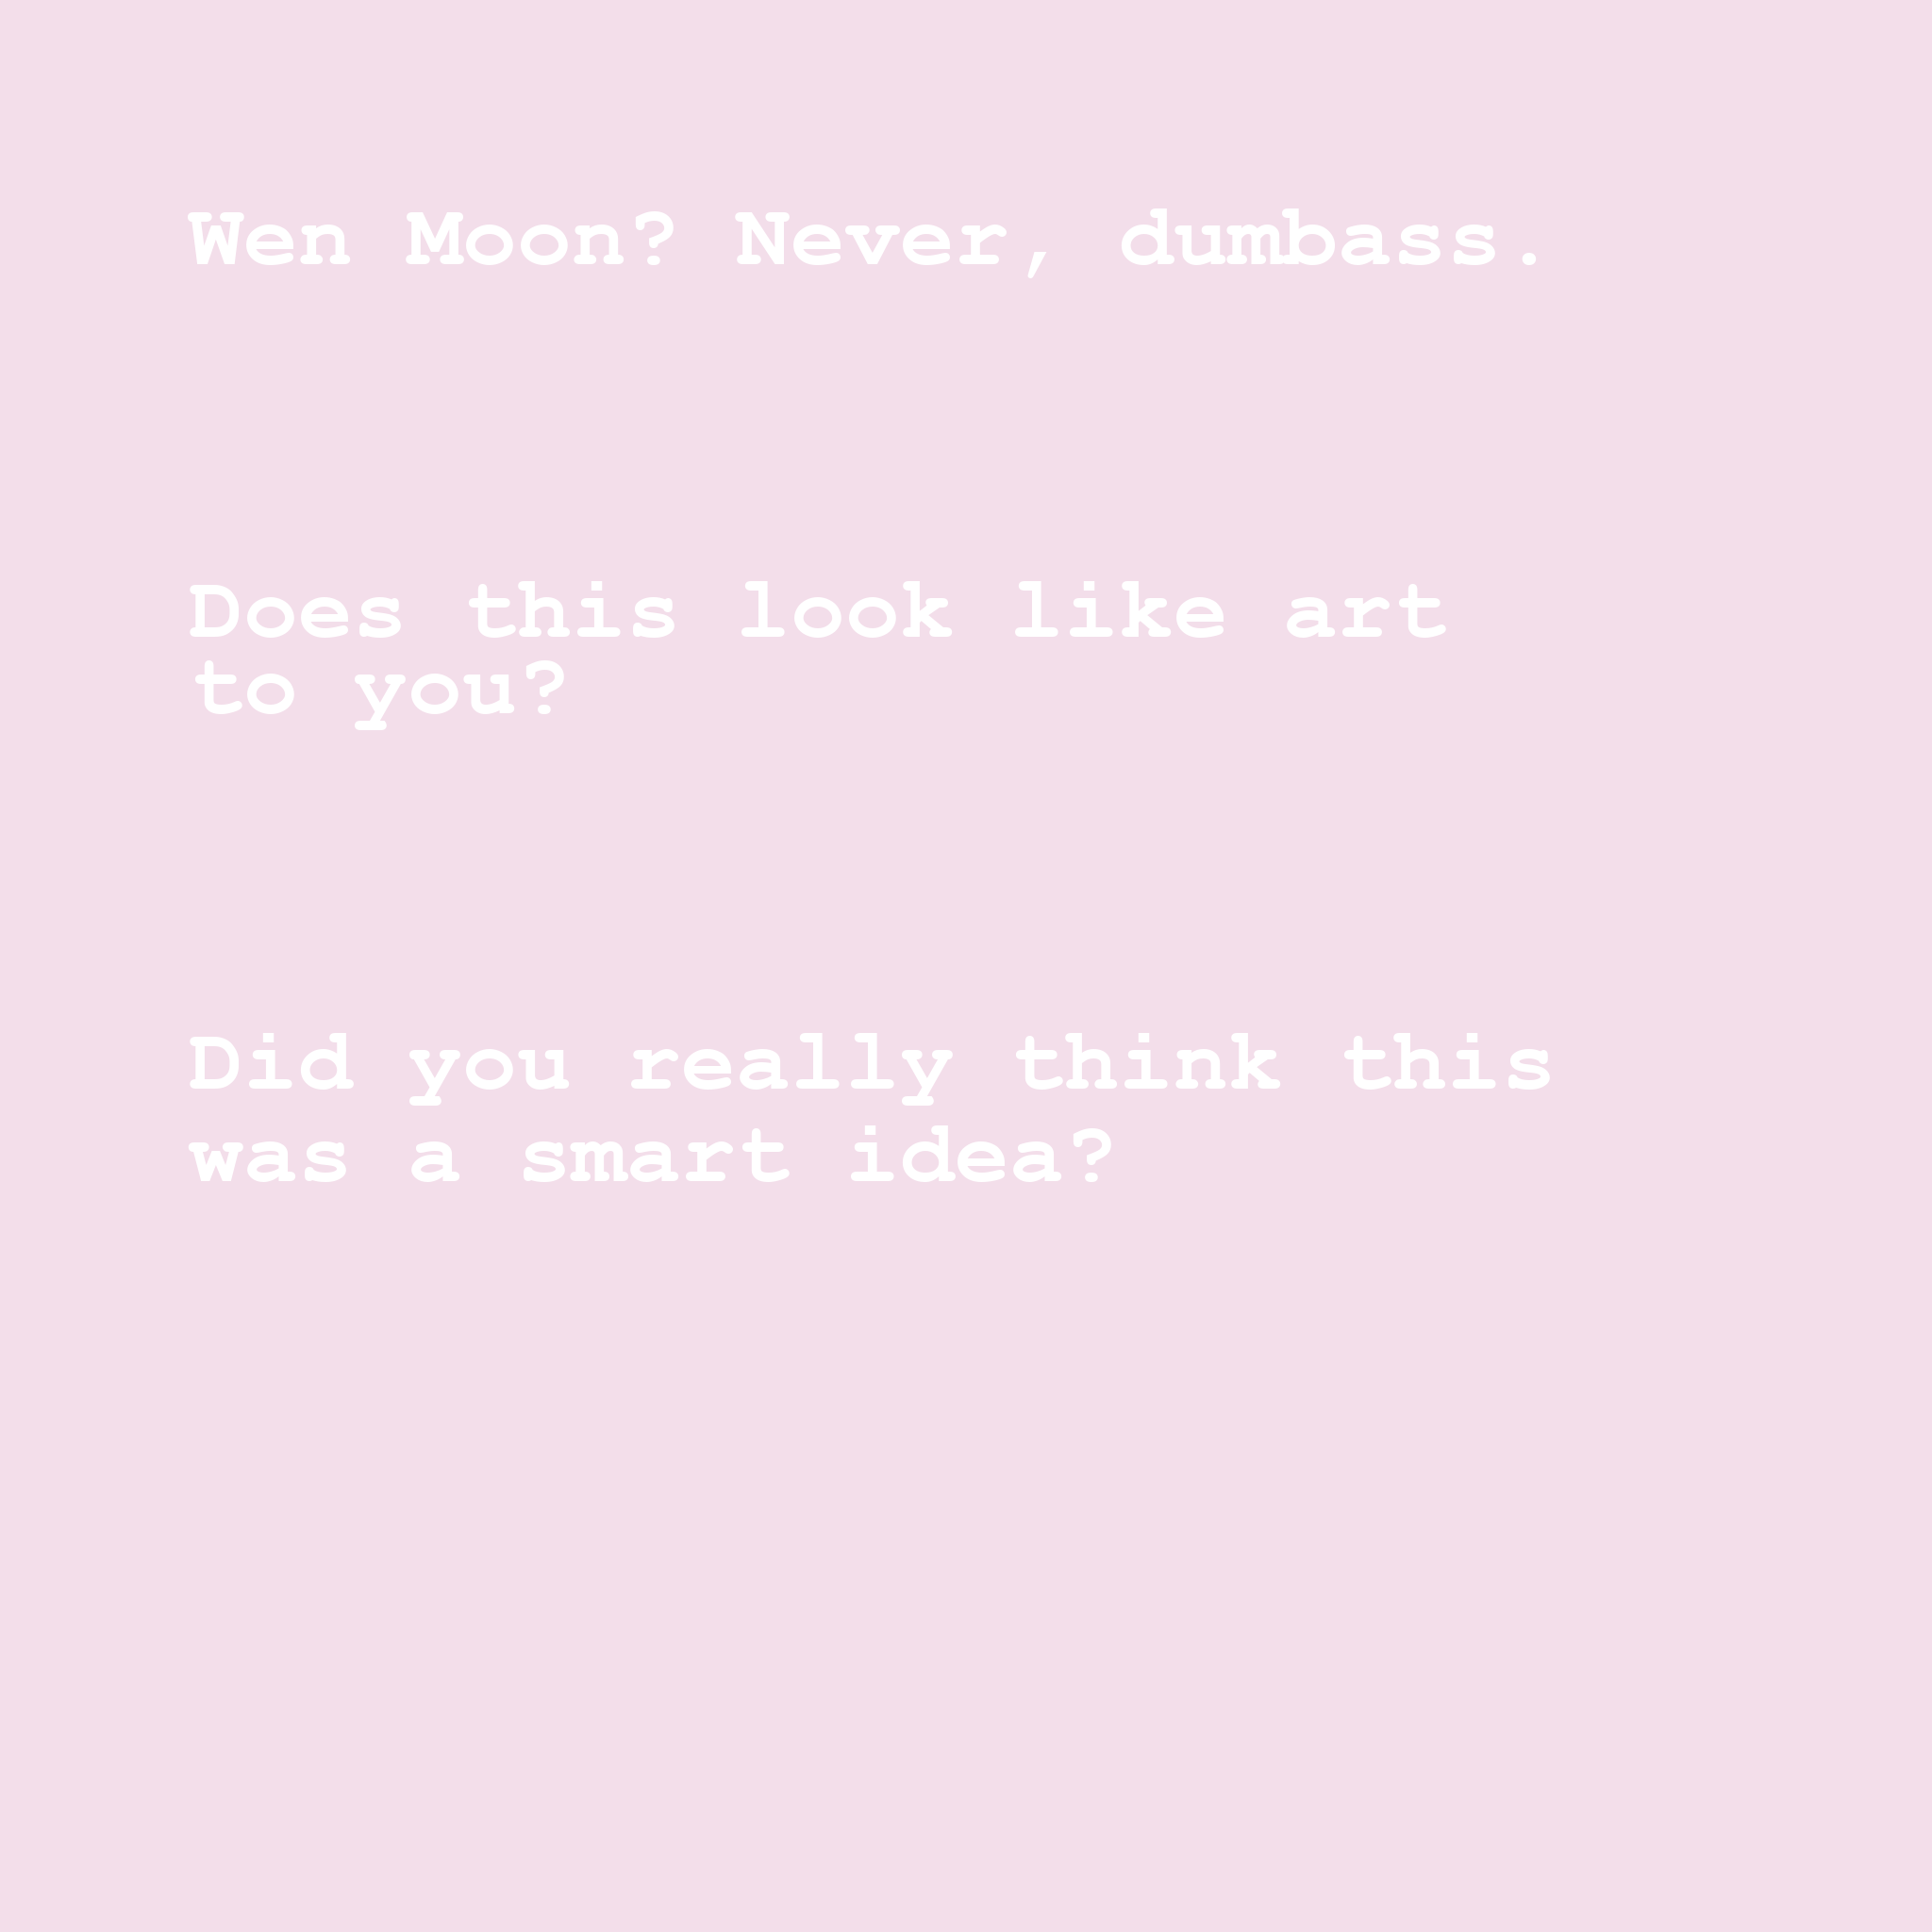 Wen Moon? Never, dumbass.
Does this look like art
to you?
Did you really think this
was a smart idea?